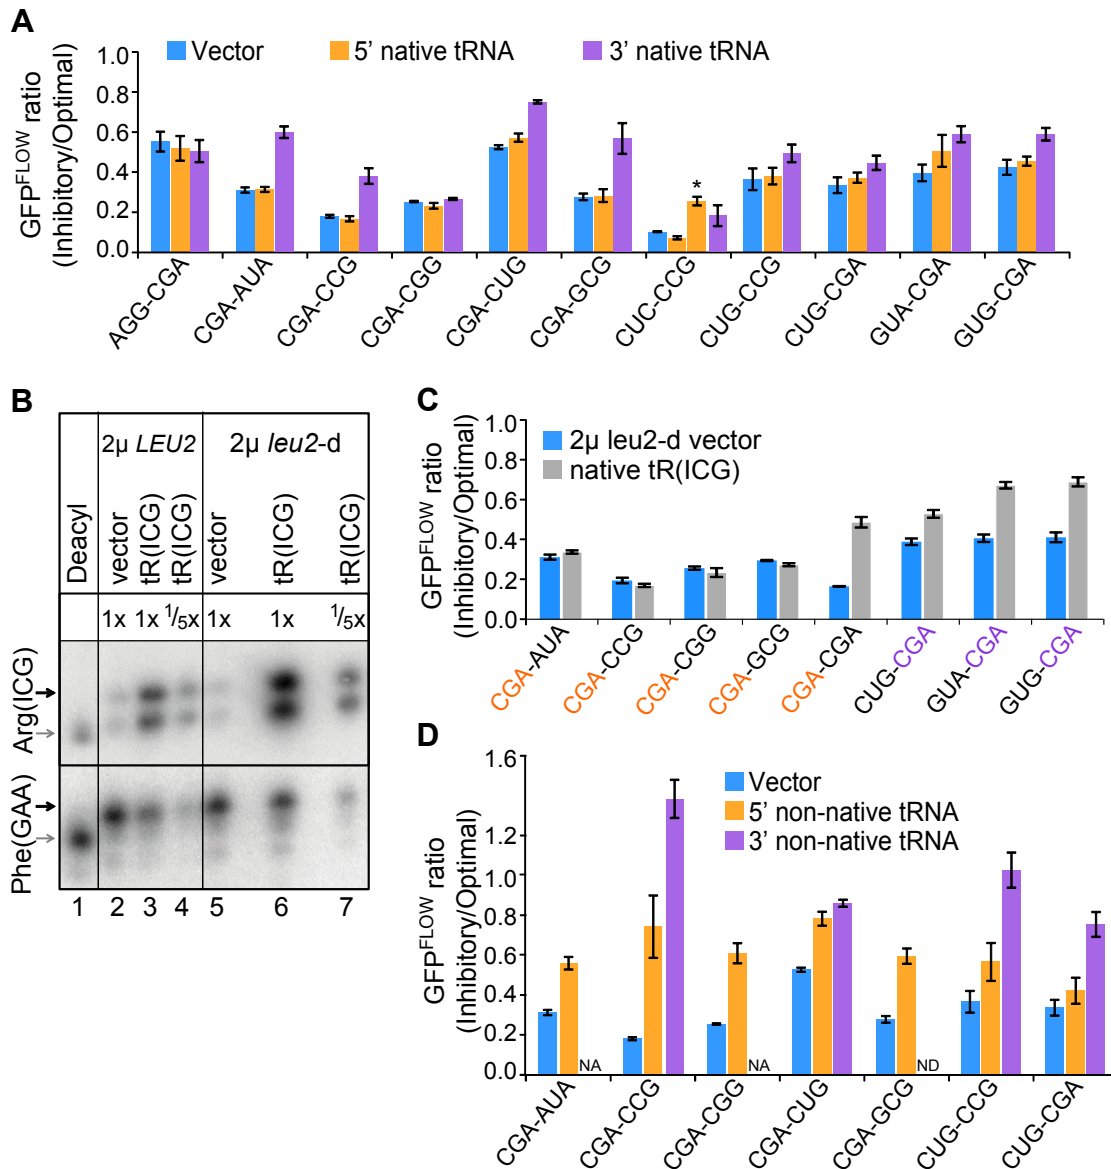 A
Vector
5’ native tRNA
3’ native tRNA
GFP^FLOW ratio
(Inhibitory/Optimal)
1.0
0.8
0.6
0.4
0.2
0.0
*
AGG-CGA
CGA-AUA
CGA-CCG
CGA-CGG
CGA-CUG
CGA-GCG
CUC-CCG
CUG-CCG
CUG-CGA
GUA-CGA
GUG-CGA
B
2µ LEU2
2µ leu2-d
Deacyl
vector
tR(ICG)
tR(ICG)
vector
tR(ICG)
tR(ICG)
1x 1x 1/5x 1x 1x 1/5x
Arg(ICG)
Phe(GAA)
1 2 3 4 5 6 7
C
2µ leu2-d vector
native tR(ICG)
GFP^FLOW ratio
(Inhibitory/Optimal)
1.0
0.8
0.6
0.4
0.2
0.0
CGA-AUA
CGA-CCG
CGA-CGG
CGA-GCG
CGA-CGA
CUG-CGA
GUA-CGA
GUG-CGA
D
Vector
5’ non-native tRNA
3’ non-native tRNA
GFP^FLOW ratio
(Inhibitory/Optimal)
1.6
1.2
0.8
0.6
0.4
0.2
0.0
NA
NA
ND
CGA-AUA
CGA-CCG
CGA-CGG
CGA-CUG
CGA-GCG
CUG-CCG
CUG-CGA